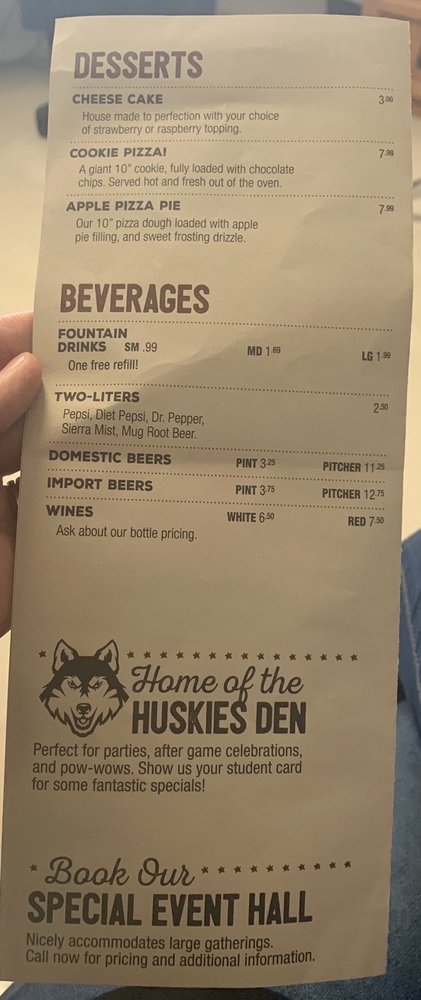 DESSERTS
CHEESE CAKE 3.00
House made to perfection with your choice
of strawberry or raspberry topping.
COOKIE PIZZA! 7.99
A giant 10" cookie, fully loaded with chocolate
chips. Served hot and fresh out of the oven.
APPLE PIZZA PIE 7.99
Our 10" pizza dough loaded with apple
pie filling, and sweet frosting drizzle.
BEVERAGES
FOUNTAIN
DRINKS SM .99 MD 1.69 LG 1.99
One free refill!
TWO-LITERS 2.50
Pepsi, Diet Pepsi, Dr. Pepper,
Sierra Mist, Mug Root Beer.
DOMESTIC BEERS PINT 3.25 PITCHER 11.25
IMPORT BEERS PINT 3.75 PITCHER 12.75
WINES WHITE 6.50 RED 7.50
Ask about our bottle pricing.
Home of the
HUSKIES DEN
Perfect for parties, after game celebrations,
and pow-wows. Show us your student card
for some fantastic specials!
Book Our
SPECIAL EVENT HALL
Nicely accommodates large gatherings.
Call now for pricing and additional information.